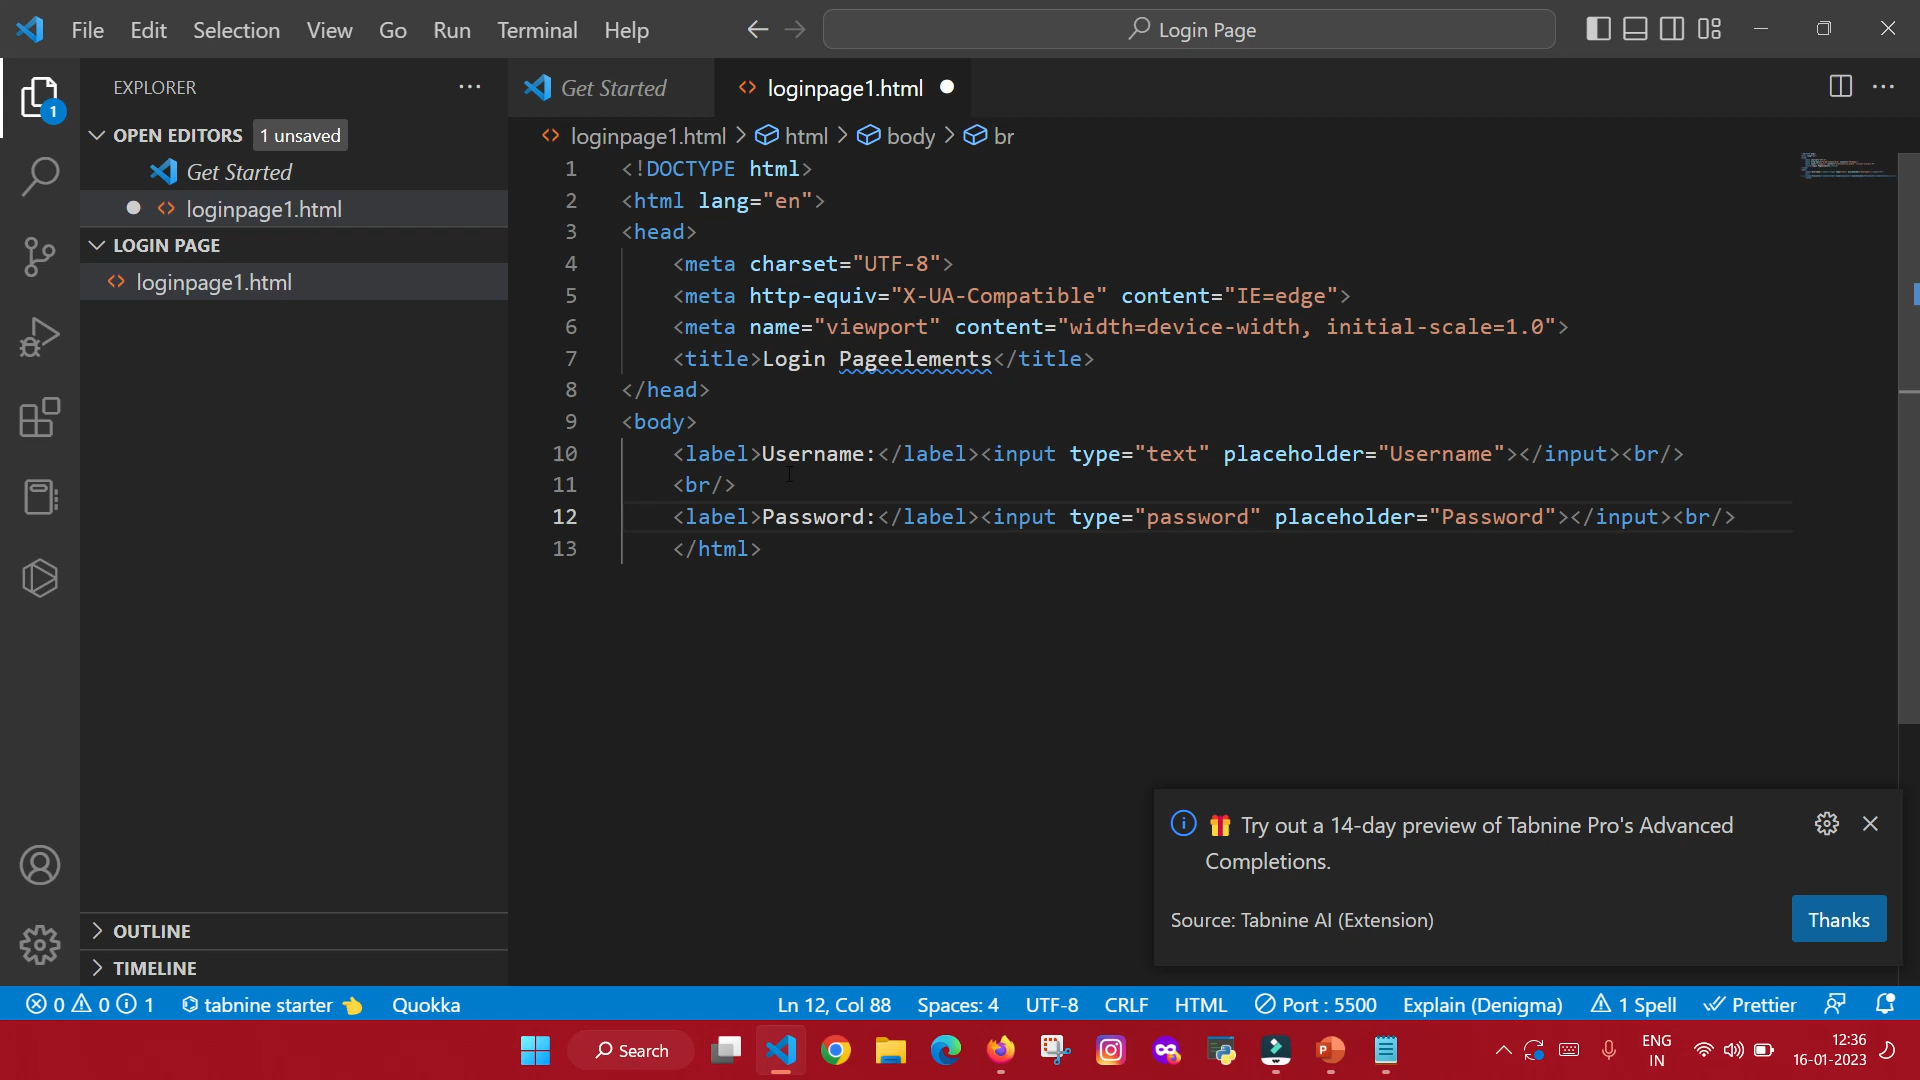 File Edit Selection View Go Run Terminal Help
Login Page
EXPLORER
1
OPEN EDITORS 1 unsaved
Get Started
loginpage1.html
LOGIN PAGE
loginpage1.html
OUTLINE
TIMELINE
Get Started
loginpage1.html
loginpage1.html > html > body > br
1 <!DOCTYPE html>
2 <html lang="en">
3 <head>
4 <meta charset="UTF-8">
5 <meta http-equiv="X-UA-Compatible" content="IE=edge">
6 <meta name="viewport" content="width=device-width, initial-scale=1.0">
7 <title>Login Pageelements</title>
8 </head>
9 <body>
10 <label>Username:</label><input type="text" placeholder="Username"></input><br/>
11 <br/>
12 <label>Password:</label><input type="password" placeholder="Password"></input><br/>
13 </html>
Try out a 14-day preview of Tabnine Pro's Advanced
Completions.
Source: Tabnine AI (Extension)
Thanks
0 0 1 tabnine starter Quokka Ln 12, Col 88 Spaces: 4 UTF-8 CRLF HTML Port : 5500 Explain (Denigma) 1 Spell Prettier
Search
ENG
IN
12:36
16-01-2023